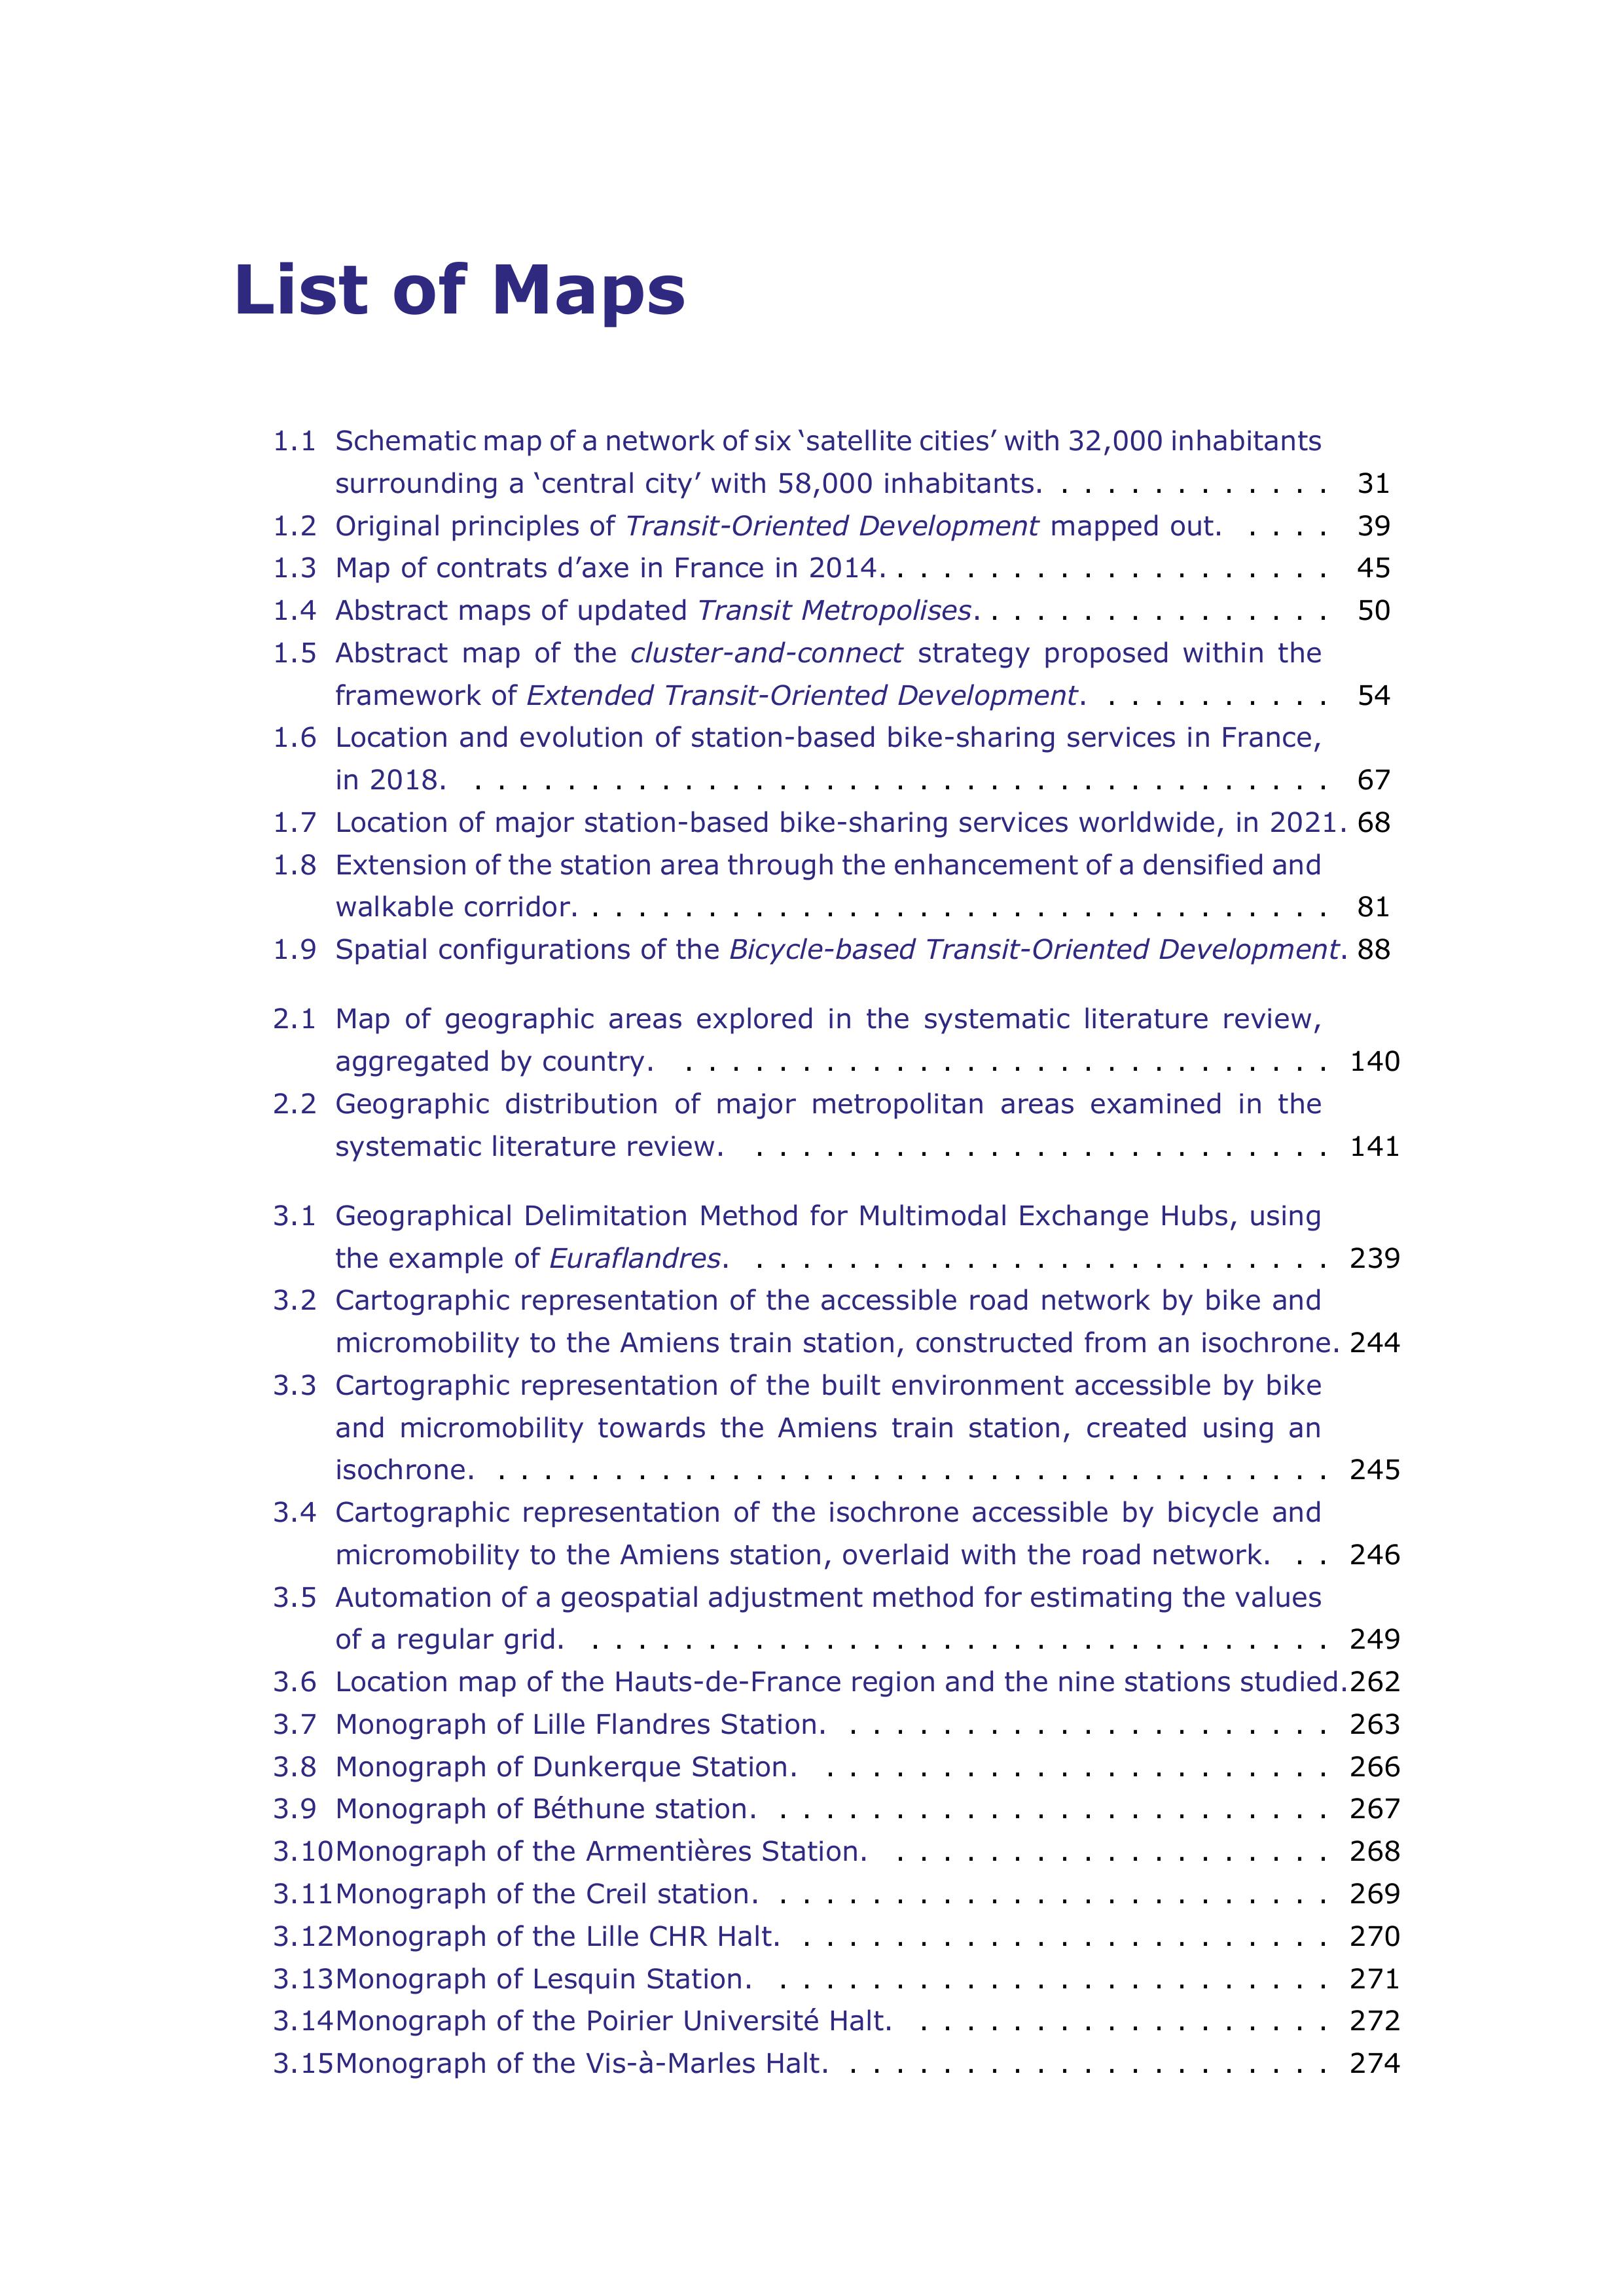 List of Maps
1.1 Schematic map of a network of six ‘satellite cities’ with 32,000 inhabitants
surrounding a ‘central city’ with 58,000 inhabitants. . . . . . . . . . . . . 31
1.2 Original principles of Transit-Oriented Development mapped out. . . . . 39
1.3 Map of contrats d’axe in France in 2014. . . . . . . . . . . . . . . . . . . . 45
1.4 Abstract maps of updated Transit Metropolises. . . . . . . . . . . . . . . . 50
1.5 Abstract map of the cluster-and-connect strategy proposed within the
framework of Extended Transit-Oriented Development. . . . . . . . . . . 54
1.6 Location and evolution of station-based bike-sharing services in France,
in 2018. . . . . . . . . . . . . . . . . . . . . . . . . . . . . . . . . . . . . . 67
1.7 Location of major station-based bike-sharing services worldwide, in 2021. 68
1.8 Extension of the station area through the enhancement of a densified and
walkable corridor. . . . . . . . . . . . . . . . . . . . . . . . . . . . . . . . . 81
1.9 Spatial configurations of the Bicycle-based Transit-Oriented Development. 88
2.1 Map of geographic areas explored in the systematic literature review,
aggregated by country. . . . . . . . . . . . . . . . . . . . . . . . . . . . . 140
2.2 Geographic distribution of major metropolitan areas examined in the
systematic literature review. . . . . . . . . . . . . . . . . . . . . . . . . . 141
3.1 Geographical Delimitation Method for Multimodal Exchange Hubs, using
the example of Euraflandres. . . . . . . . . . . . . . . . . . . . . . . . . . 239
3.2 Cartographic representation of the accessible road network by bike and
micromobility to the Amiens train station, constructed from an isochrone. 244
3.3 Cartographic representation of the built environment accessible by bike
and micromobility towards the Amiens train station, created using an
isochrone. . . . . . . . . . . . . . . . . . . . . . . . . . . . . . . . . . . . . 245
3.4 Cartographic representation of the isochrone accessible by bicycle and
micromobility to the Amiens station, overlaid with the road network. . . 246
3.5 Automation of a geospatial adjustment method for estimating the values
of a regular grid. . . . . . . . . . . . . . . . . . . . . . . . . . . . . . . . . 249
3.6 Location map of the Hauts-de-France region and the nine stations studied.262
3.7 Monograph of Lille Flandres Station. . . . . . . . . . . . . . . . . . . . . . 263
3.8 Monograph of Dunkerque Station. . . . . . . . . . . . . . . . . . . . . . . 266
3.9 Monograph of Béthune station. . . . . . . . . . . . . . . . . . . . . . . . . 267
3.10Monograph of the Armentières Station. . . . . . . . . . . . . . . . . . . . 268
3.11Monograph of the Creil station. . . . . . . . . . . . . . . . . . . . . . . . . 269
3.12Monograph of the Lille CHR Halt. . . . . . . . . . . . . . . . . . . . . . . . 270
3.13Monograph of Lesquin Station. . . . . . . . . . . . . . . . . . . . . . . . . 271
3.14Monograph of the Poirier Université Halt. . . . . . . . . . . . . . . . . . . 272
3.15Monograph of the Vis-à-Marles Halt. . . . . . . . . . . . . . . . . . . . . . 274